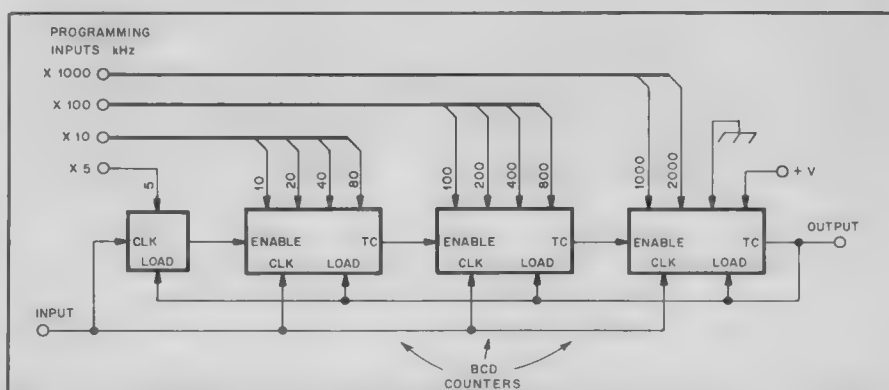 PROGRAMMING
INPUTS kHz
X 1000
X 100
X 10
X 5
5
10
20
40
80
100
200
400
800
1000
2000
+ V
OUTPUT
CLK
LOAD
ENABLE TC
CLK LOAD
ENABLE TC
CLK LOAD
ENABLE TC
CLK LOAD
INPUT
BCD
COUNTERS